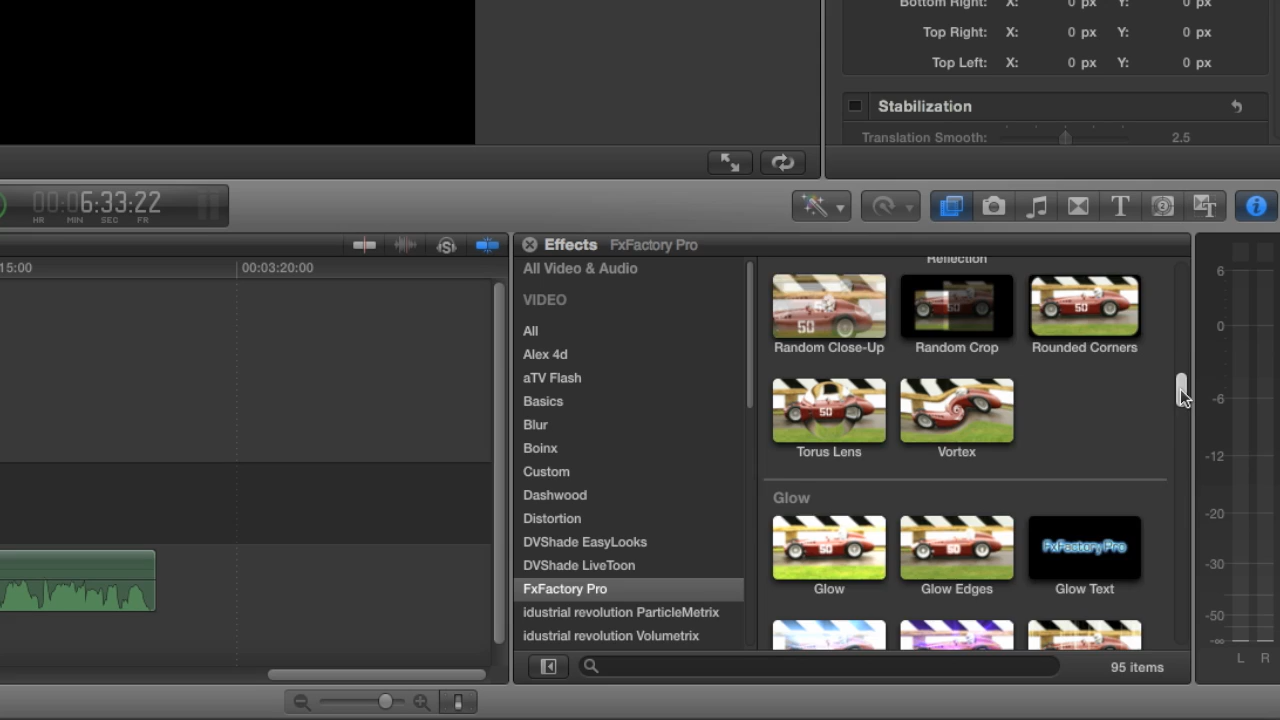 Bottom Right: X: 0 px Y: 0 px
Top Right: X: 0 px Y: 0 px
Top Left: X: 0 px Y: 0 px
Stabilization
Translation Smooth: 2.5
00:06:33:22
HR MIN SEC FR
15:00
00:03:20:00
Effects FxFactory Pro
All Video & Audio
VIDEO
All
Alex 4d
aTV Flash
Basics
Blur
Boinx
Custom
Dashwood
Distortion
DVShade EasyLooks
DVShade LiveToon
FxFactory Pro
idustrial revolution ParticleMetrix
idustrial revolution Volumetrix
Reflection
Random Close-Up
Random Crop
Rounded Corners
Torus Lens
Vortex
Glow
FxFactory Pro
Glow
Glow Edges
Glow Text
95 items
6
0
-6
-12
-20
-30
-50
-∞
L R